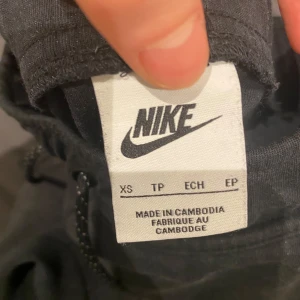 NIKE
XS TP ECH EP
MADE IN CAMBODIA
FABRIQUE AU
CAMBODGE